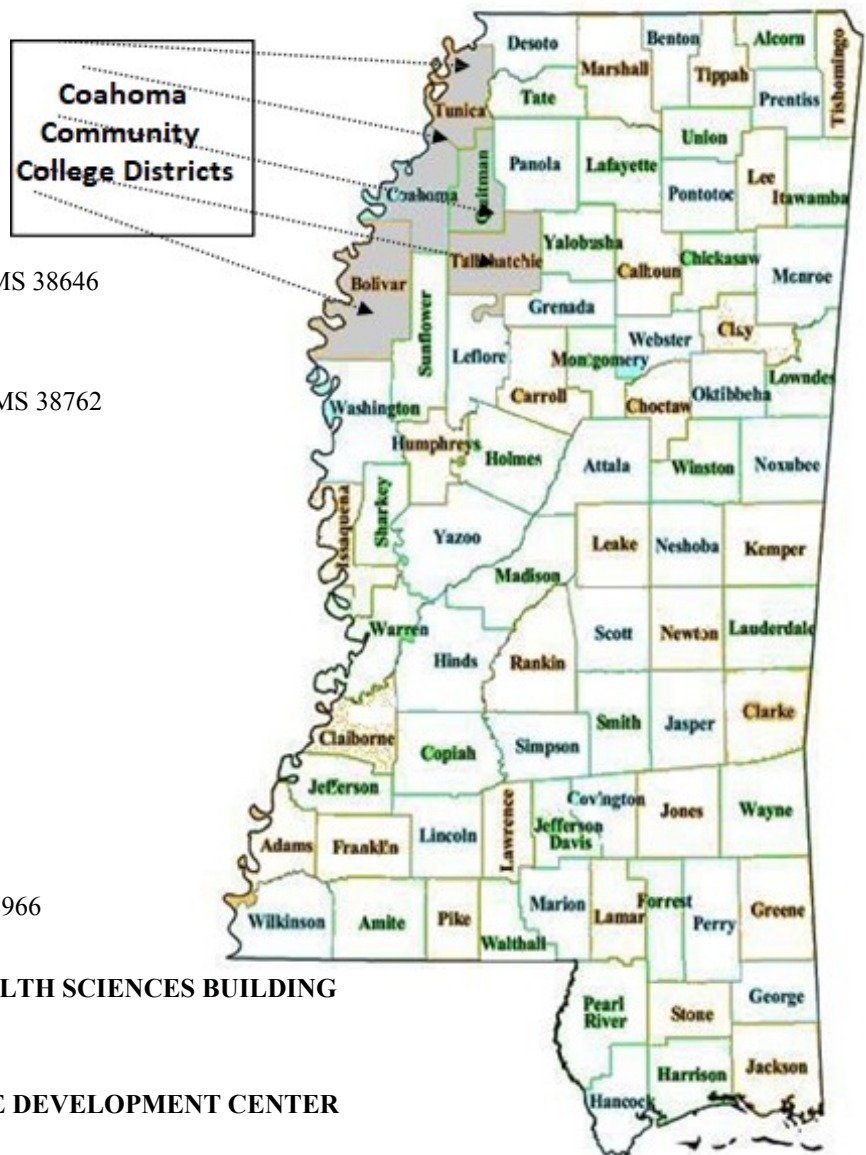 Coahoma
Community
College Districts
MS 38646
MS 38762
966
LTH SCIENCES BUILDING
E DEVELOPMENT CENTER
Desoto
Benton
Alcorn
Tishomingo
Marshall
Tippah
Tunica
Tate
Prentiss
Union
Quitman
Panola
Lafayette
Lee
Coahoma
Pontotoc
Itawamba
Yalobusha
Tallahatchie
Chickasaw
Bolivar
Calhoun
Monroe
Sunflower
Grenada
Clay
Webster
Leflore
Montgomery
Lowndes
Oktibbeha
Carroll
Choctaw
Washington
Humphreys
Holmes
Attala
Winston
Noxubee
Issaquena
Sharkey
Yazoo
Leake
Neshoba
Kemper
Madison
Warren
Scott
Newton
Lauderdale
Hinds
Rankin
Claiborne
Smith
Jasper
Clarke
Copiah
Simpson
Jefferson
Covington
Lawrence
Jones
Wayne
Jefferson
Davis
Lincoln
Adams
Franklin
Marion
Forrest
Lamar
Greene
Wilkinson
Amite
Pike
Perry
Walthall
Pearl
River
George
Stone
Jackson
Harrison
Hancock